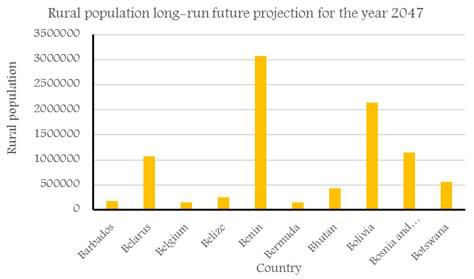 Rural population long-run future projection for the year 2047
3500000
3000000
2500000
2000000
1500000
1000000
500000
0
Rural population
Barbados
Belarus
Belgium
Belize
Benin
Bermuda
Bhutan
Bolivia
Bosnia and...
Botswana
Country